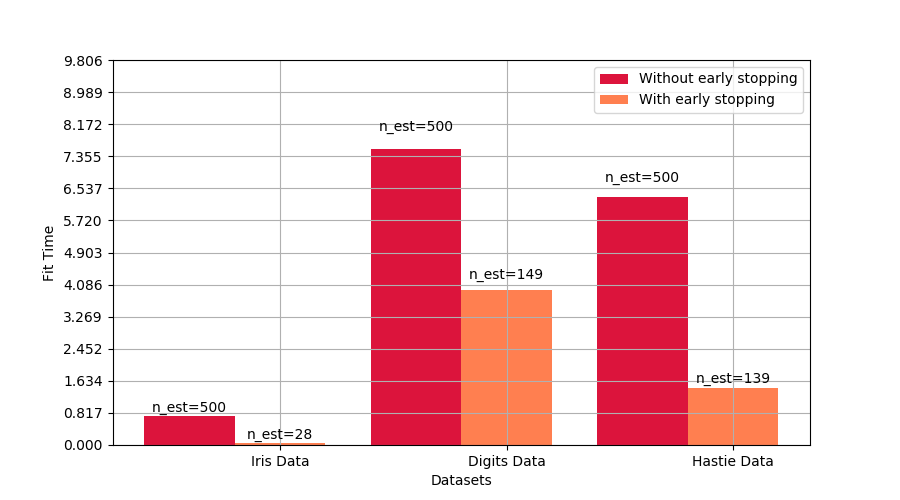 9.806
8.989
8.172
7.355
6.537
5.720
4.903
4.086
3.269
2.452
1.634
0.817
0.000
Fit Time
Without early stopping
With early stopping
n_est=500
n_est=500
n_est=500
n_est=28
n_est=149
n_est=139
Iris Data
Digits Data
Hastie Data
Datasets